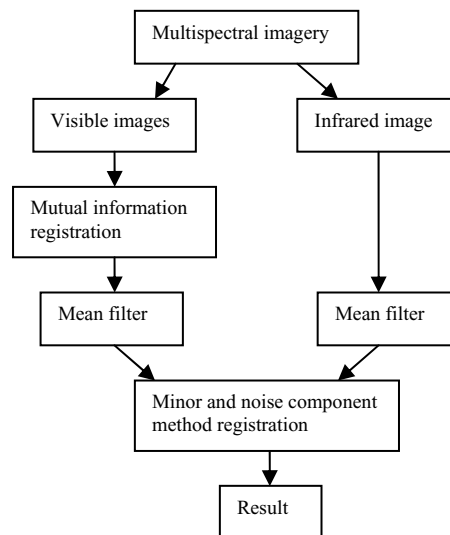 Multispectral imagery
Visible images
Infrared image
Mutual information
registration
Mean filter
Mean filter
Minor and noise component
method registration
Result